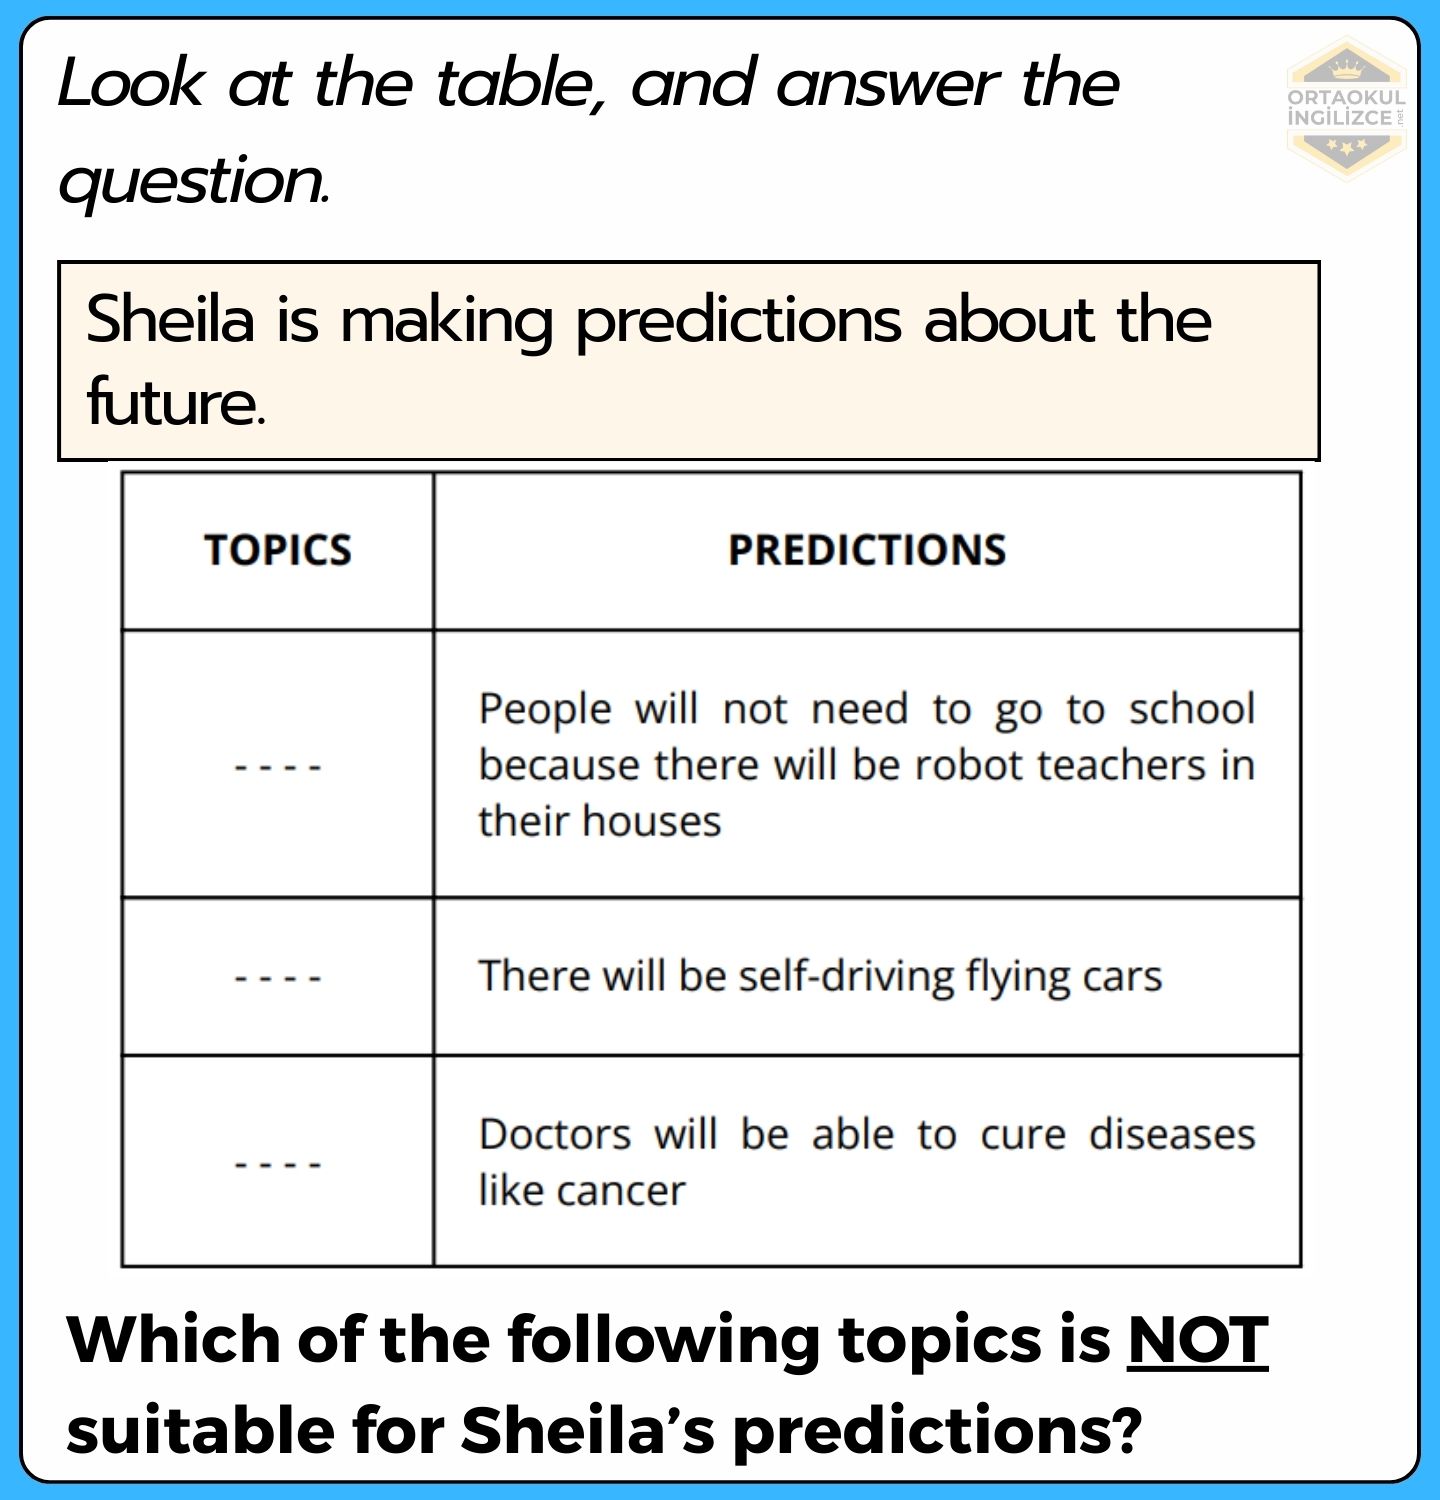 Look at the table, and answer the
question.
ORTAOKUL
İNGİLİZCE
.net
Sheila is making predictions about the
future.
TOPICS
PREDICTIONS
- - - -
People will not need to go to school
because there will be robot teachers in
their houses
- - - -
There will be self-driving flying cars
- - - -
Doctors will be able to cure diseases
like cancer
Which of the following topics is NOT
suitable for Sheila’s predictions?